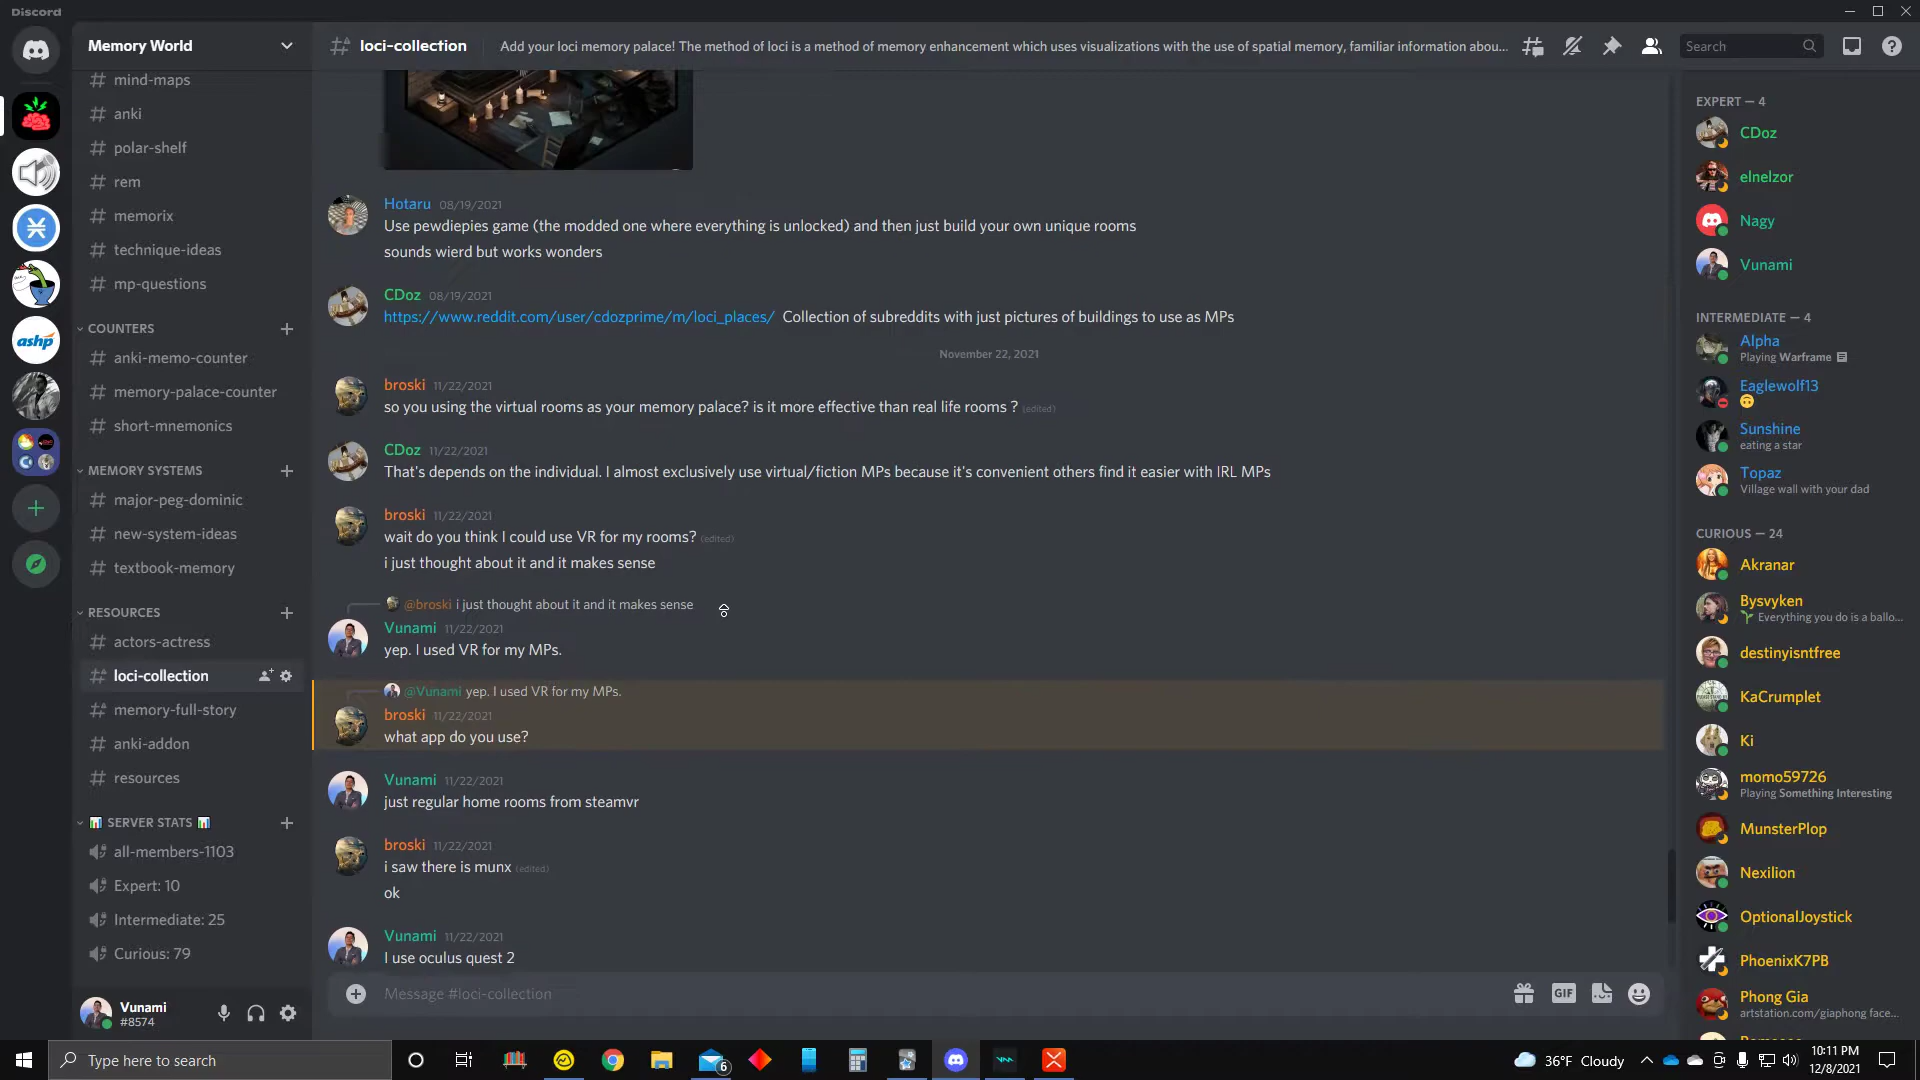 Discord
Memory World
loci-collection
Add your loci memory palace! The method of loci is a method of memory enhancement which uses visualizations with the use of spatial memory, familiar information abou...
Search
mind-maps
anki
polar-shelf
rem
memorix
technique-ideas
mp-questions
COUNTERS
anki-memo-counter
memory-palace-counter
short-mnemonics
MEMORY SYSTEMS
major-peg-dominic
new-system-ideas
textbook-memory
RESOURCES
actors-actress
loci-collection
memory-full-story
anki-addon
resources
SERVER STATS
all-members-1103
Expert: 10
Intermediate: 25
Curious: 79
Vunami
#8574
ashp
Hotaru 08/19/2021
Use pewdiepies game (the modded one where everything is unlocked) and then just build your own unique rooms
sounds wierd but works wonders
CDoz 08/19/2021
https://www.reddit.com/user/cdozprime/m/loci_places/ Collection of subreddits with just pictures of buildings to use as MPs
November 22, 2021
broski 11/22/2021
so you using the virtual rooms as your memory palace? is it more effective than real life rooms ? (edited)
CDoz 11/22/2021
That's depends on the individual. I almost exclusively use virtual/fiction MPs because it's convenient others find it easier with IRL MPs
broski 11/22/2021
wait do you think I could use VR for my rooms? (edited)
i just thought about it and it makes sense
@broski i just thought about it and it makes sense
Vunami 11/22/2021
yep. I used VR for my MPs.
@Vunami yep. I used VR for my MPs.
broski 11/22/2021
what app do you use?
Vunami 11/22/2021
just regular home rooms from steamvr
broski 11/22/2021
i saw there is munx (edited)
ok
Vunami 11/22/2021
I use oculus quest 2
Message #loci-collection
GIF
EXPERT — 4
CDoz
elnelzor
Nagy
Vunami
INTERMEDIATE — 4
Alpha
Playing Warframe
Eaglewolf13
Sunshine
eating a star
Topaz
Village wall with your dad
CURIOUS — 24
Akranar
Bysvyken
Everything you do is a ballo...
destinyisntfree
KaCrumplet
Ki
momo59726
Playing Something Interesting
MunsterPlop
Nexilion
OptionalJoystick
PhoenixK7PB
Phong Gia
artstation.com/giaphong face...
Type here to search
6
36°F Cloudy
10:11 PM
12/8/2021